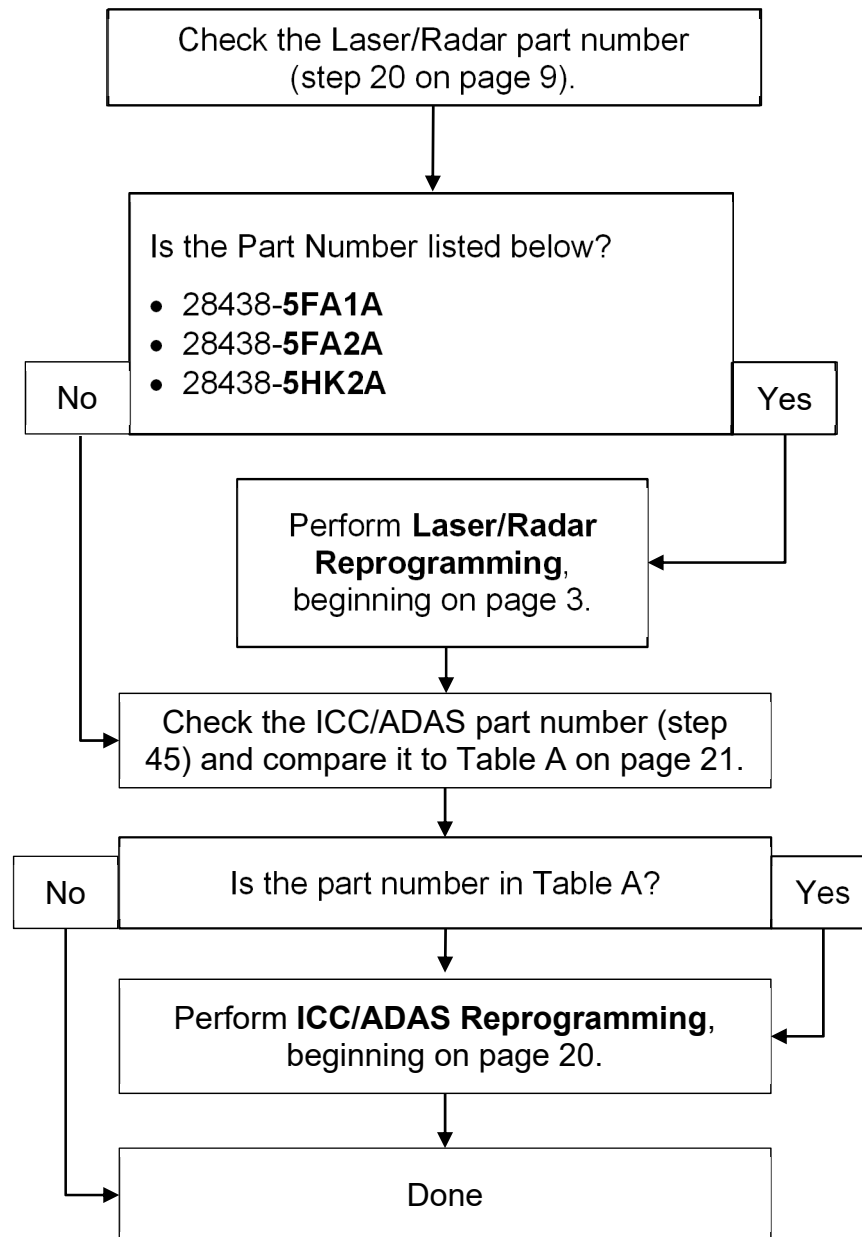 Check the Laser/Radar part number
(step 20 on page 9).
Is the Part Number listed below?
• 28438-5FA1A
• 28438-5FA2A
• 28438-5HK2A
No
Yes
Perform Laser/Radar
Reprogramming,
beginning on page 3.
Check the ICC/ADAS part number (step
45) and compare it to Table A on page 21.
No
Is the part number in Table A?
Yes
Perform ICC/ADAS Reprogramming,
beginning on page 20.
Done